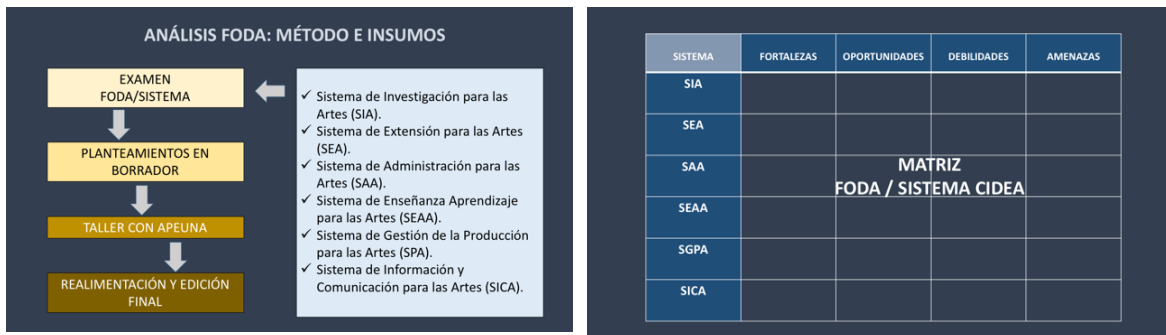 ANÁLISIS FODA: MÉTODO E INSUMOS
EXAMEN
FODA/SISTEMA
PLANTEAMIENTOS EN
BORRADOR
TALLER CON APEUNA
REALIMENTACIÓN Y EDICIÓN
FINAL
✓ Sistema de Investigación para las
Artes (SIA).
✓ Sistema de Extensión para las Artes
(SEA).
✓ Sistema de Administración para las
Artes (SAA).
✓ Sistema de Enseñanza Aprendizaje
para las Artes (SEAA).
✓ Sistema de Gestión de la Producción
para las Artes (SPA).
✓ Sistema de Información y
Comunicación para las Artes (SICA).
SISTEMA FORTALEZAS OPORTUNIDADES DEBILIDADES AMENAZAS
SIA
SEA
SAA
SEAA
SGPA
SICA
MATRIZ
FODA / SISTEMA CIDEA